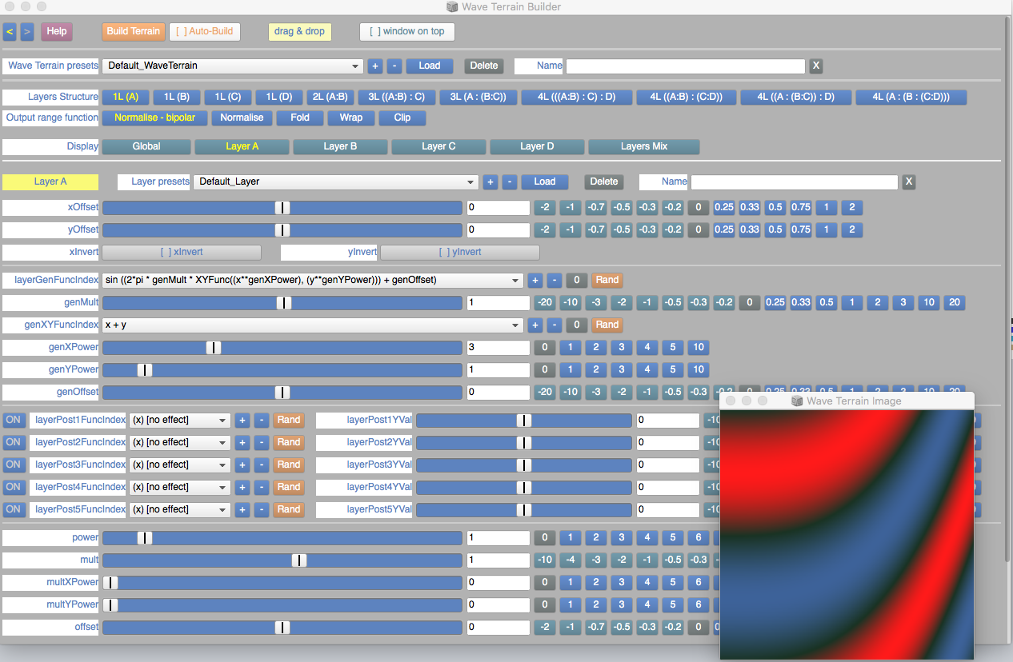 Wave Terrain Builder
< > Help Build Terrain [ ] Auto-Build drag & drop [ ] window on top
Wave Terrain presets Default_WaveTerrain + - Load Delete Name X
Layers Structure 1L (A) 1L (B) 1L (C) 1L (D) 2L (A:B) 3L ((A:B) : C) 3L (A : (B:C)) 4L (((A:B) : C) : D) 4L ((A:B) : (C:D)) 4L ((A : (B:C)) : D) 4L (A : (B : (C:D)))
Output range function Normalise - bipolar Normalise Fold Wrap Clip
Display Global Layer A Layer B Layer C Layer D Layers Mix
Layer A Layer presets Default_Layer + - Load Delete Name X
xOffset 0 -2 -1 -0.7 -0.5 -0.3 -0.2 0 0.25 0.33 0.5 0.75 1 2
yOffset 0 -2 -1 -0.7 -0.5 -0.3 -0.2 0 0.25 0.33 0.5 0.75 1 2
xInvert [ ] xInvert yInvert [ ] yInvert
layerGenFuncIndex sin ((2*pi * genMult * XYFunc((x**genXPower), (y**genYPower))) + genOffset) + - 0 Rand
genMult 1 -20 -10 -3 -2 -1 -0.5 -0.3 -0.2 0 0.25 0.33 0.5 1 2 3 10 20
genXYFuncIndex x + y + - 0 Rand
genXPower 3 0 1 2 3 4 5 10
genYPower 1 0 1 2 3 4 5 10
genOffset 0 -20 -10 -3 -2 -1 -0.5 -0.3 -0.2 0 0.25 0.33 0.5 1 2 3 10 20
Wave Terrain Image
ON layerPost1FuncIndex (x) [no effect] + - Rand layerPost1YVal 0 -10
ON layerPost2FuncIndex (x) [no effect] + - Rand layerPost2YVal 0 -10
ON layerPost3FuncIndex (x) [no effect] + - Rand layerPost3YVal 0 -10
ON layerPost4FuncIndex (x) [no effect] + - Rand layerPost4YVal 0 -10
ON layerPost5FuncIndex (x) [no effect] + - Rand layerPost5YVal 0 -10
power 1 0 1 2 3 4 5 6
mult 1 -10 -4 -3 -2 -1 -0.5 -0.3
multXPower 0 0 1 2 3 4 5 6
multYPower 0 0 1 2 3 4 5 6
offset 0 -2 -1 -0.7 -0.5 -0.3 -0.2 0